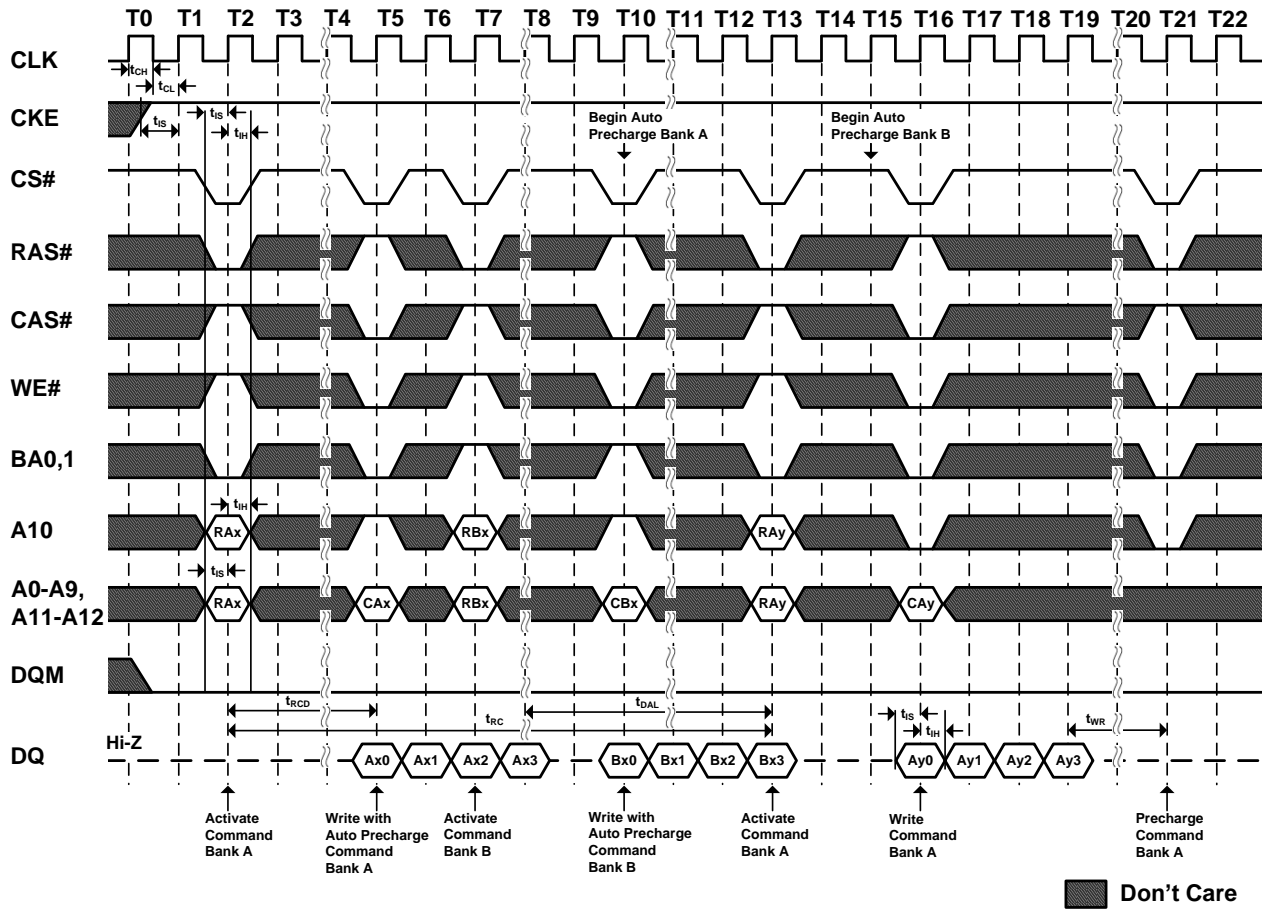 T0 T1 T2 T3 T4 T5 T6 T7 T8 T9 T10 T11 T12 T13 T14 T15 T16 T17 T18 T19 T20 T21 T22
CLK
tCH
tCL
CKE
tIS
tIS
tIH
Begin Auto
Precharge Bank A
Begin Auto
Precharge Bank B
CS#
RAS#
CAS#
WE#
BA0,1
tIH
A10
RAx RBx RAy
tIS
A0-A9,
A11-A12
RAx CAx RBx CBx RAy CAy
DQM
tRCD
tDAL
tRC
tIS
tIH
tWR
Hi-Z
DQ
Ax0 Ax1 Ax2 Ax3 Bx0 Bx1 Bx2 Bx3 Ay0 Ay1 Ay2 Ay3
Activate
Command
Bank A
Write with
Auto Precharge
Command
Bank A
Activate
Command
Bank B
Write with
Auto Precharge
Command
Bank B
Activate
Command
Bank A
Write
Command
Bank A
Precharge
Command
Bank A
Don't Care